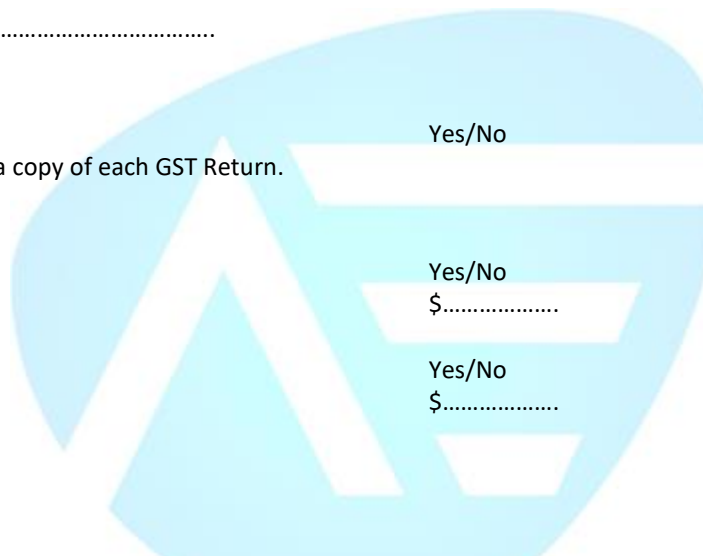 ……………………………..
Yes/No
a copy of each GST Return.
Yes/No
$……………….
Yes/No
$……………….